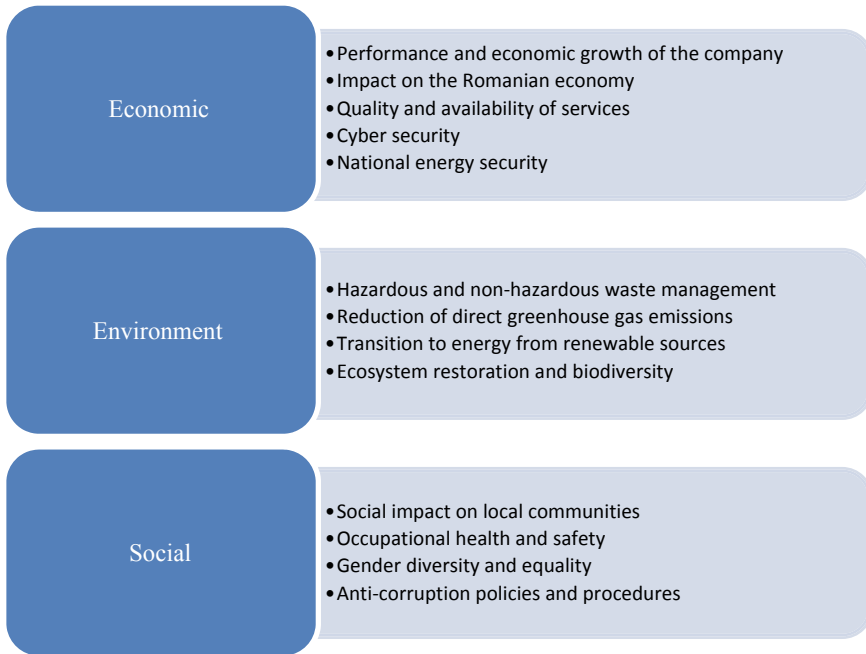 Economic
•Performance and economic growth of the company
•Impact on the Romanian economy
•Quality and availability of services
•Cyber security
•National energy security
Environment
•Hazardous and non-hazardous waste management
•Reduction of direct greenhouse gas emissions
•Transition to energy from renewable sources
•Ecosystem restoration and biodiversity
Social
•Social impact on local communities
•Occupational health and safety
•Gender diversity and equality
•Anti-corruption policies and procedures